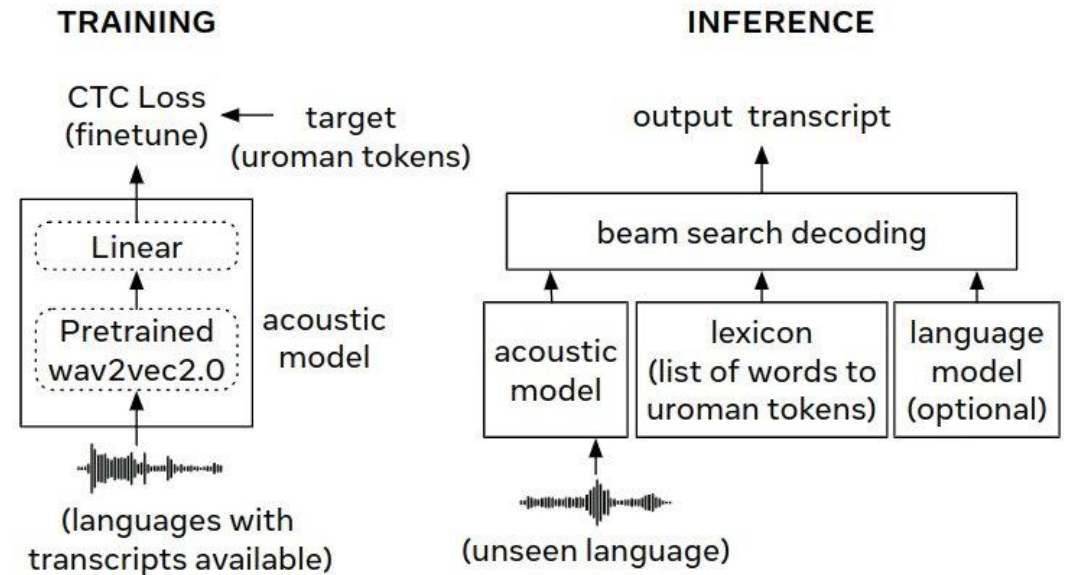 TRAINING
CTC Loss
(finetune)
target
(uroman tokens)
Linear
Pretrained
wav2vec2.0
acoustic
model
(languages with
transcripts available)
INFERENCE
output transcript
beam search decoding
acoustic
model
lexicon
(list of words to
uroman tokens)
language
model
(optional)
(unseen language)